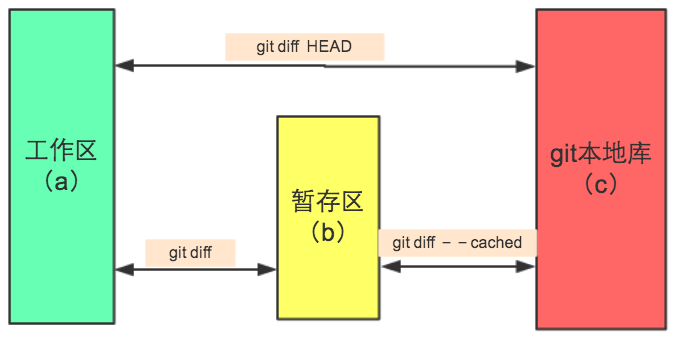 git diff HEAD
工作区
（a）
git本地库
（c）
暂存区
（b）
git diff
git diff －－cached